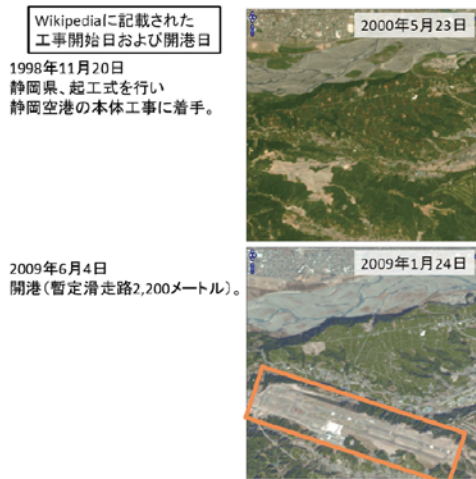 Wikipediaに記載された
工事開始日および開港日
1998年11月20日
静岡県、起工式を行い
静岡空港の本体工事に着手。
2000年5月23日
2009年6月4日
開港(暫定滑走路2,200メートル)。
2009年1月24日